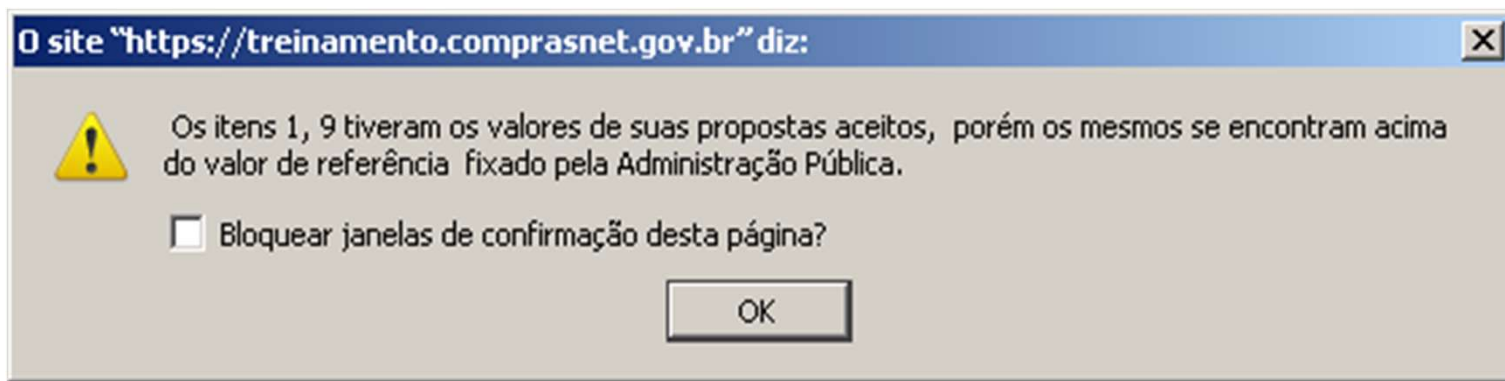 O site “https://treinamento.comprasnet.gov.br” diz:
Os itens 1, 9 tiveram os valores de suas propostas aceitos, porém os mesmos se encontram acima
do valor de referência fixado pela Administração Pública.
Bloquear janelas de confirmação desta página?
OK